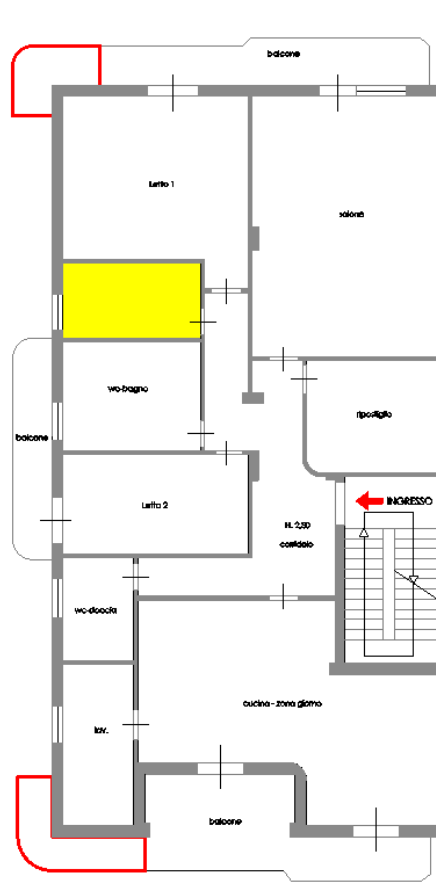 balcone
Letto 1
salone
wc-bagno
ripostiglio
balcone
Letto 2
INGRESSO
H. 2,50
corridoio
wc-doccia
cucina - zona giorno
lav.
balcone